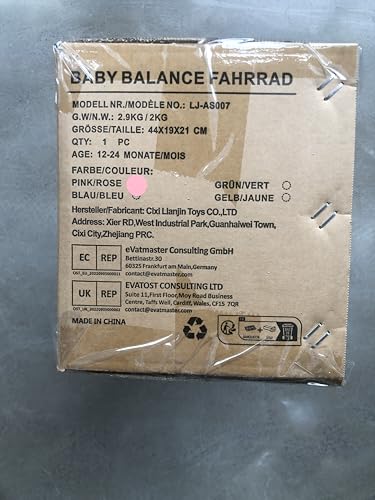 BABY BALANCE FAHRRAD
MODELL NR./MODÈLE NO.: LJ-AS007
G.W/N.W.: 2.9KG / 2KG
GRÖSSE/TAILLE: 44X19X21 CM
QTY: 1 PC
AGE: 12-24 MONATE/MOIS
FARBE/COULEUR:
PINK/ROSE GRÜN/VERT
BLAU/BLEU GELB/JAUNE
Hersteller/Fabricant: Cixi Lianjin Toys CO.,LTD
Address: Xier RD,West Industrial Park,Guanhaiwei Town,
Cixi City,Zhejiang PRC.
EC REP
eVatmaster Consulting GmbH
Bettinastr.30
60325 Frankfurt am Main,Germany
contact@evatmaster.com
UK REP
EVATOST CONSULTING LTD
Suite 11,First Floor,Moy Road Business
Centre, Taffs Well, Cardiff, Wales, CF15 7QR
contact@evatmaster.com
MADE IN CHINA